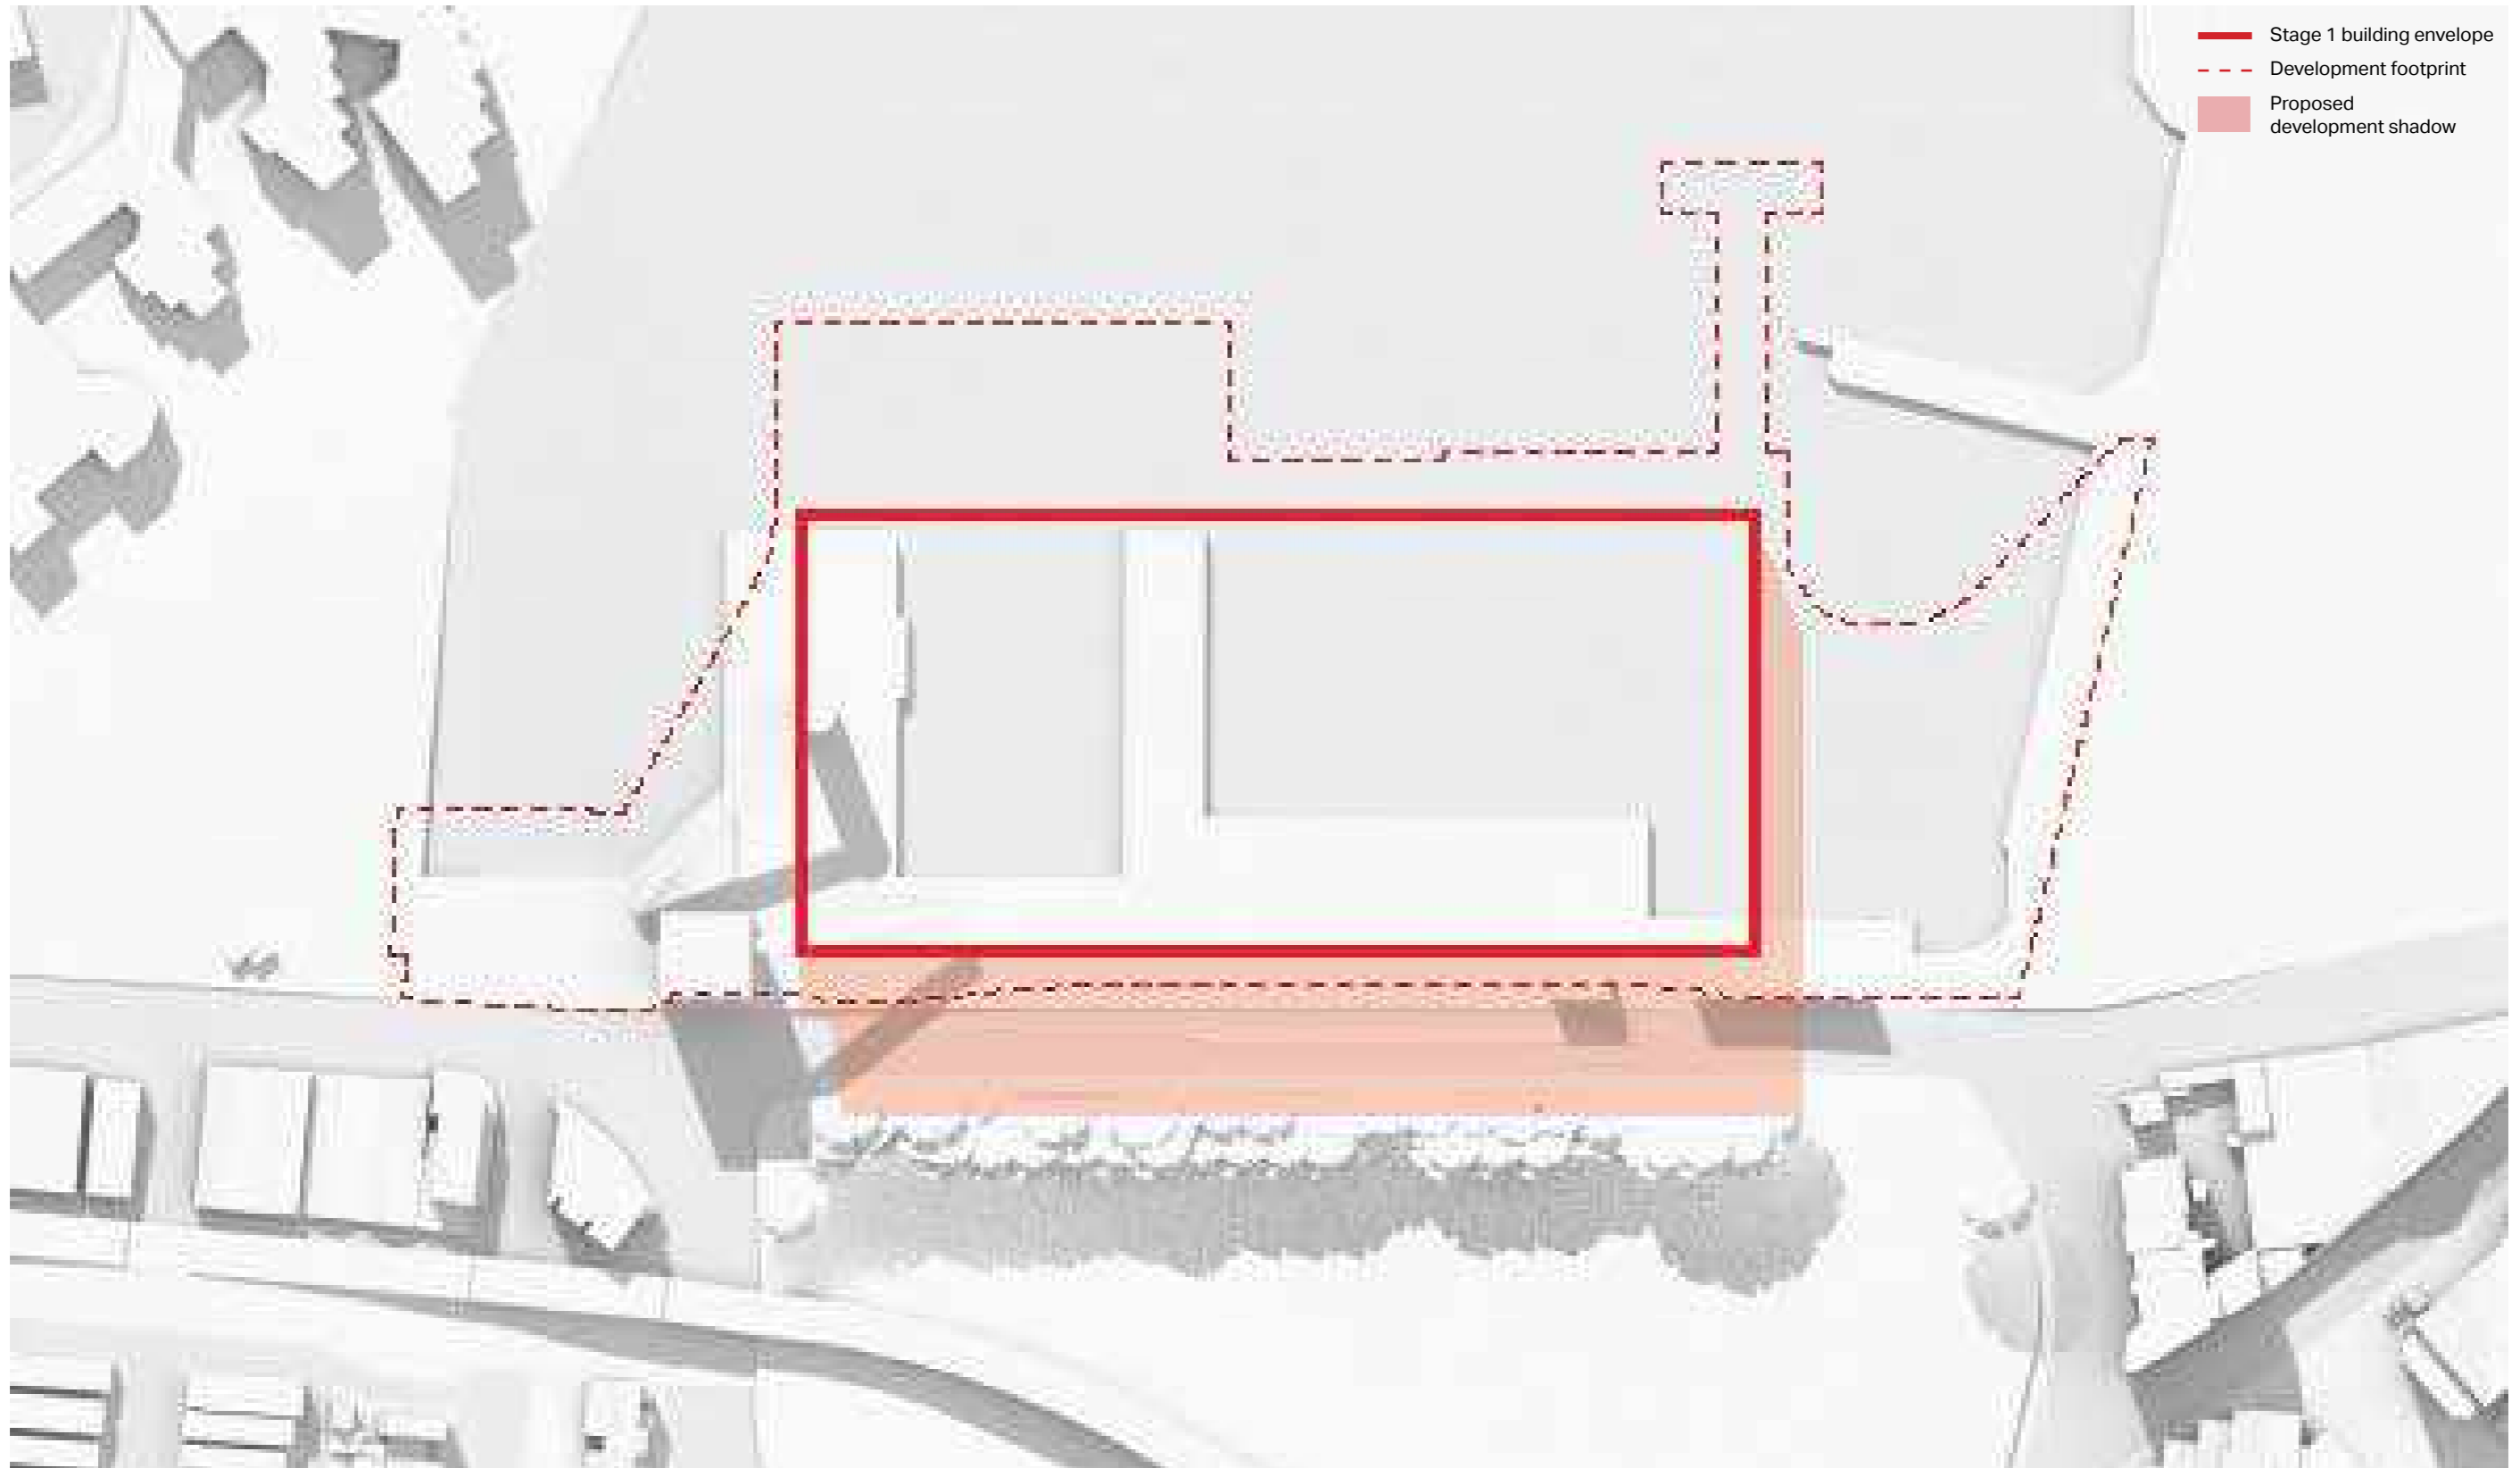 Stage 1 building envelope
Development footprint
Proposed
development shadow